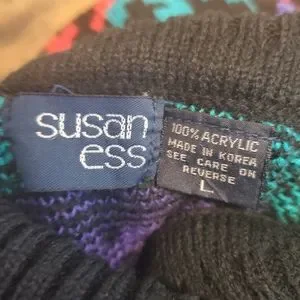 susan
ess
100% ACRYLIC
MADE IN KOREA
SEE CARE ON
REVERSE
L